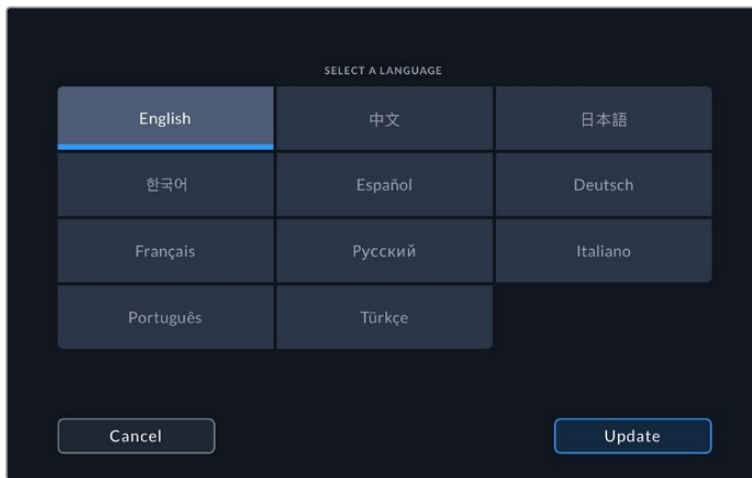 SELECT A LANGUAGE
English 中文 日本語
한국어 Español Deutsch
Français Русский Italiano
Português Türkçe
Cancel Update